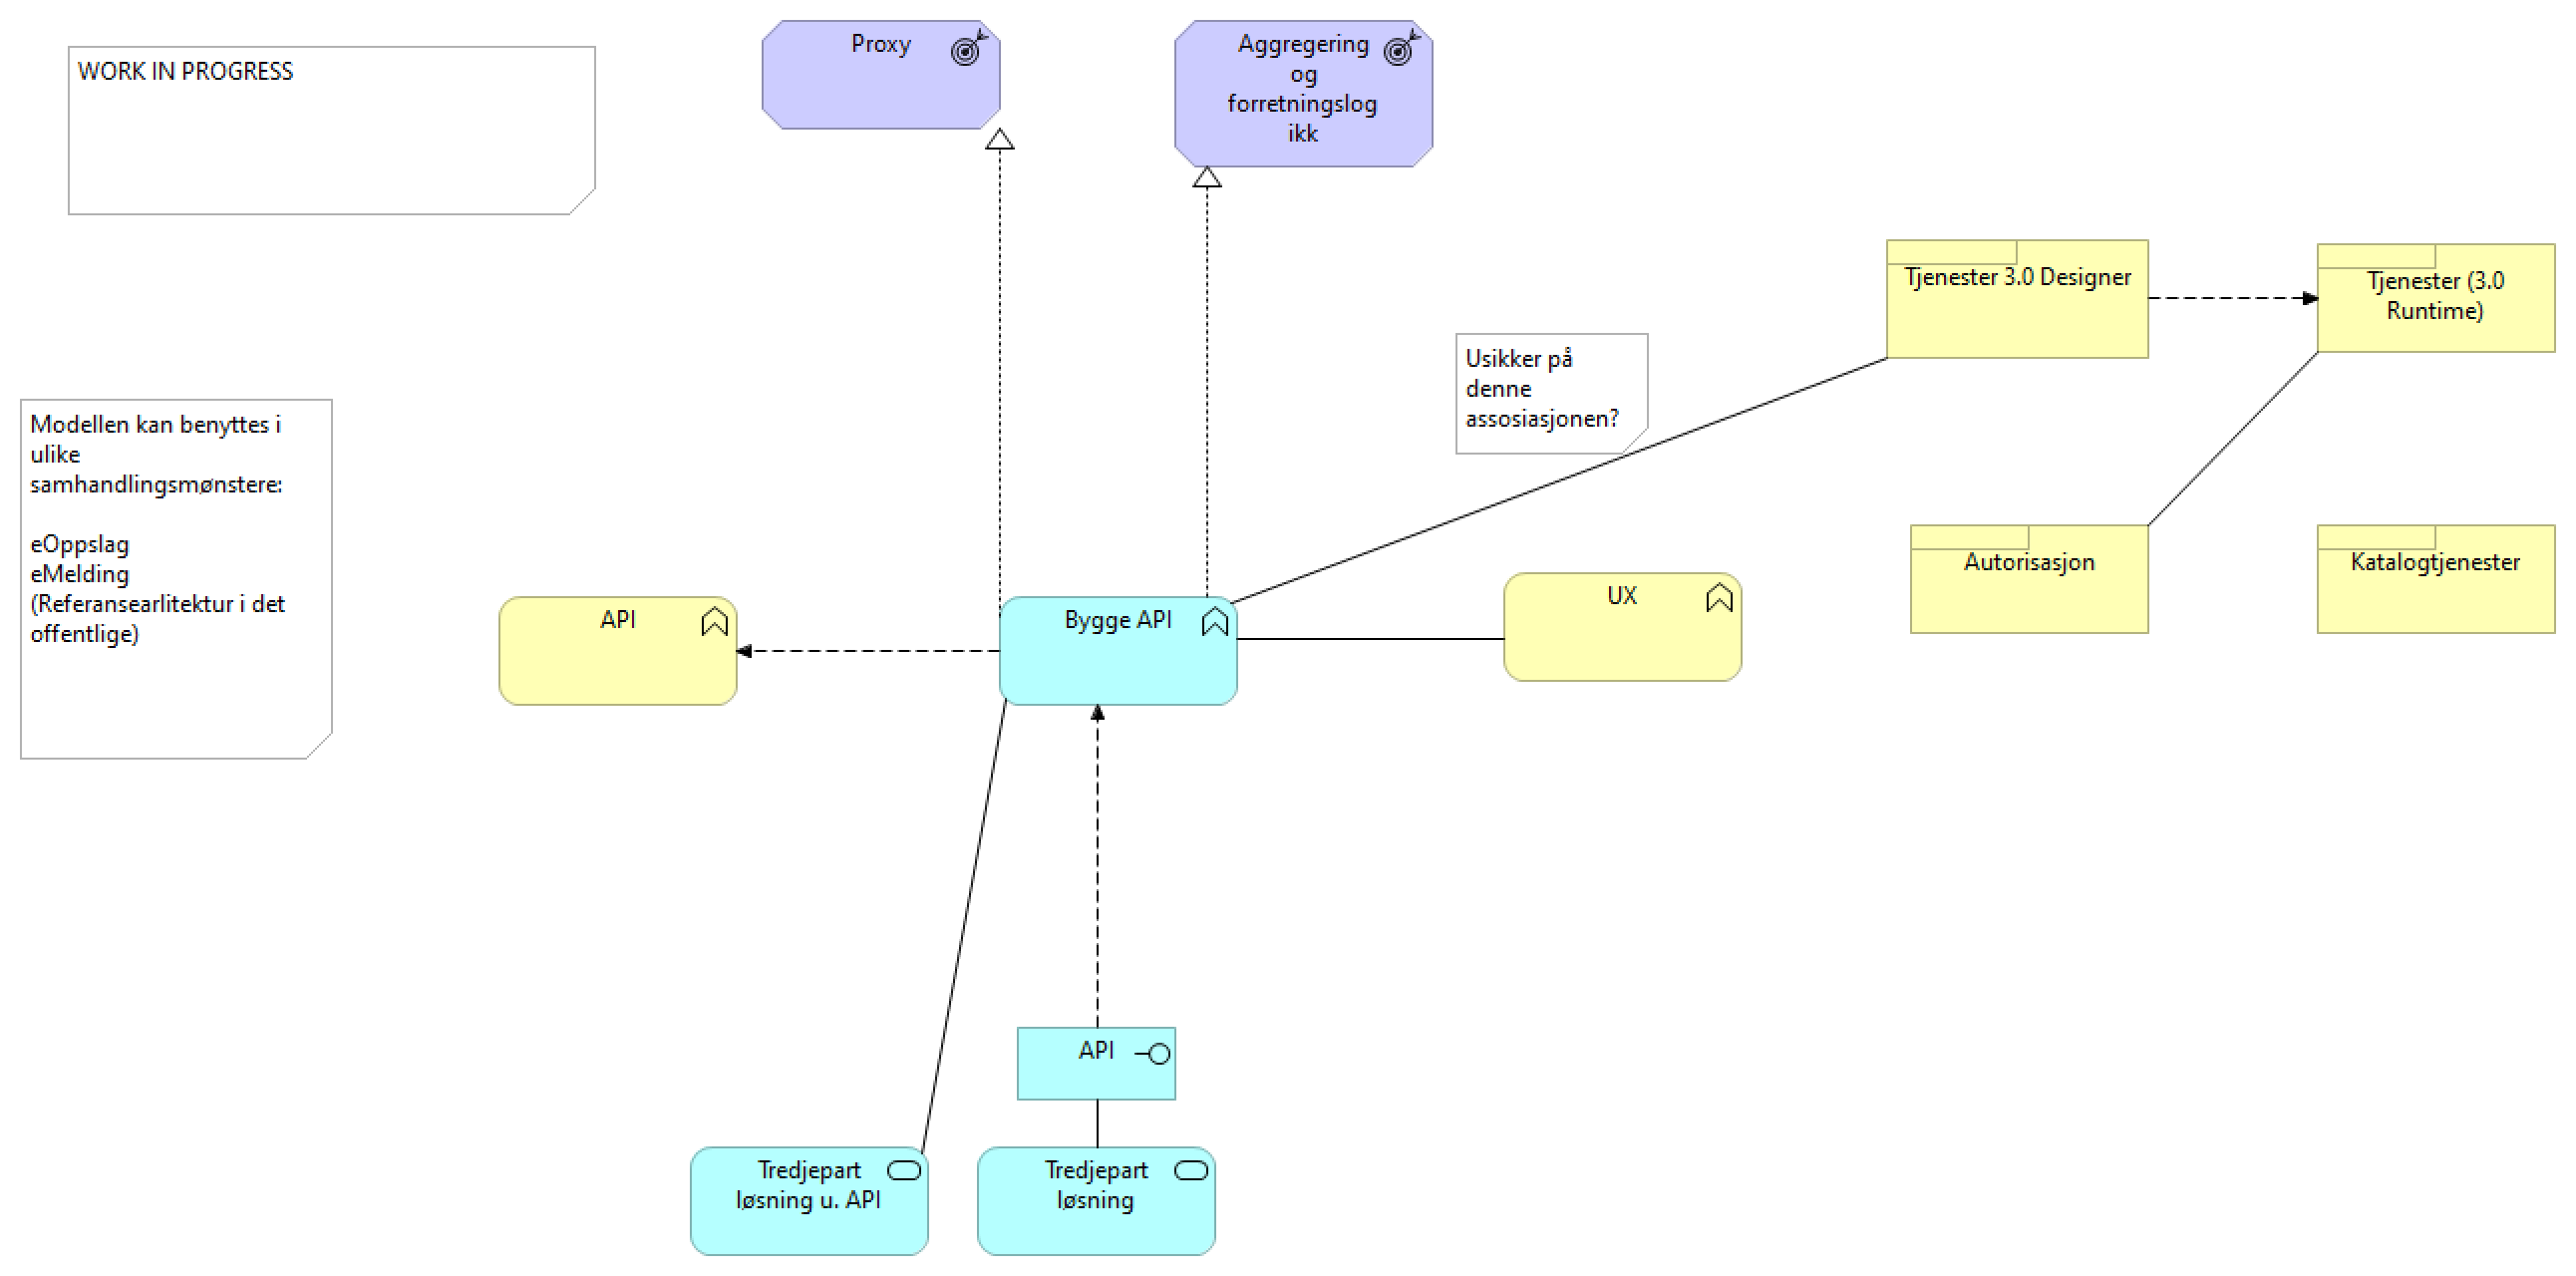 WORK IN PROGRESS
Proxy
Aggregering
og
forretningslog
ikk
Tjenester 3.0 Designer
Tjenester (3.0
Runtime)
Usikker på
denne
assosiasjonen?
Modellen kan benyttes i
ulike
samhandlingsmønstere:
eOppslag
eMelding
(Referansearlitektur i det
offentlige)
API
Bygge API
UX
Autorisasjon
Katalogtjenester
API
Tredjepart
løsning u. API
Tredjepart
løsning